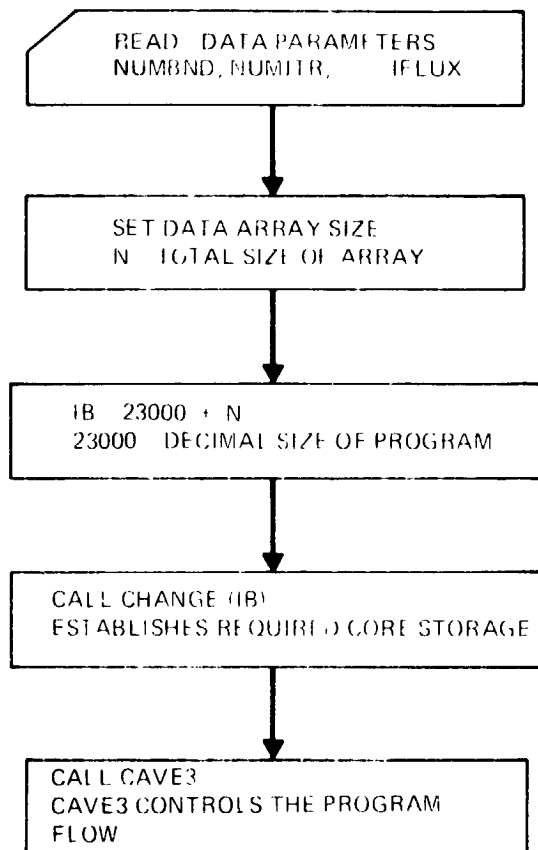 READ DATA PARAMETERS
NUMBND, NUMITR, IFLUX
SET DATA ARRAY SIZE
N TOTAL SIZE OF ARRAY
IB 23000 + N
23000 DECIMAL SIZE OF PROGRAM
CALL CHANGE (IB)
ESTABLISHES REQUIRED CORE STORAGE
CALL CAVE3
CAVE3 CONTROLS THE PROGRAM
FLOW